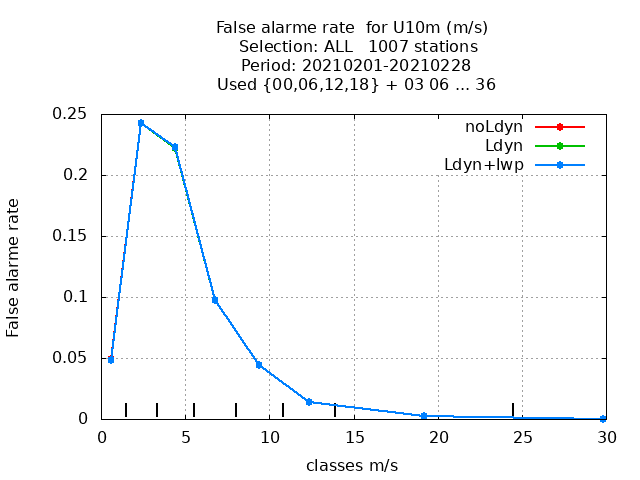 False alarme rate  for U10m (m/s)
Selection: ALL   1007 stations
Period: 20210201-20210228
Used {00,06,12,18} + 03 06 ... 36
0.25
0.2
0.15
0.1
0.05
0
False alarme rate
noLdyn
Ldyn
Ldyn+lwp
0 5 10 15 20 25 30
classes m/s